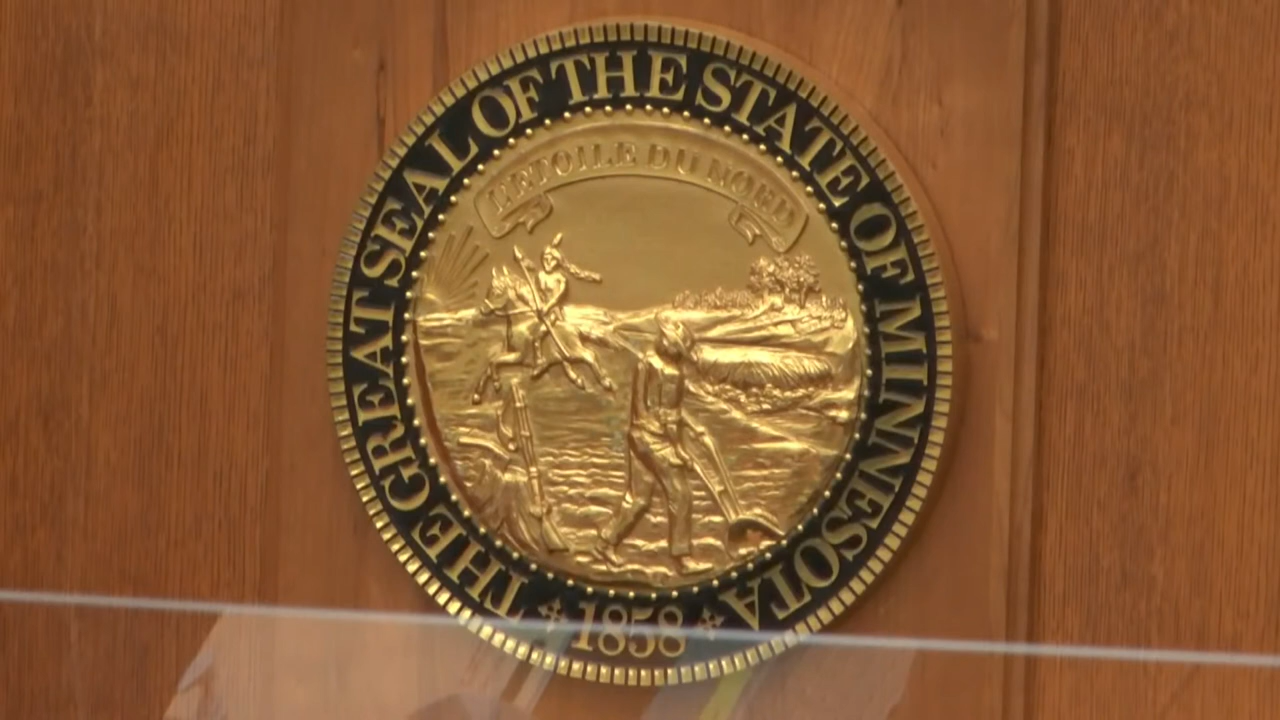 THE GREAT SEAL OF THE STATE OF MINNESOTA
L'ETOILE DU NORD
1858